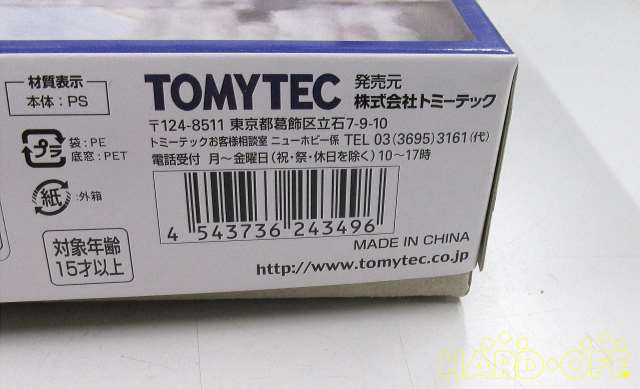 材質表示
本体：PS
プラ
袋：PE
底窓：PET
紙
：外箱
対象年齢
15才以上
TOMYTEC 発売元
株式会社トミーテック
〒124-8511 東京都葛飾区立石7-9-10
トミーテックお客様相談室 ニューホビー係 TEL 03(3695)3161(代)
電話受付 月～金曜日(祝・祭・休日を除く)10～17時
4 543736 243496
MADE IN CHINA
http://www.tomytec.co.jp
HARD・OFF